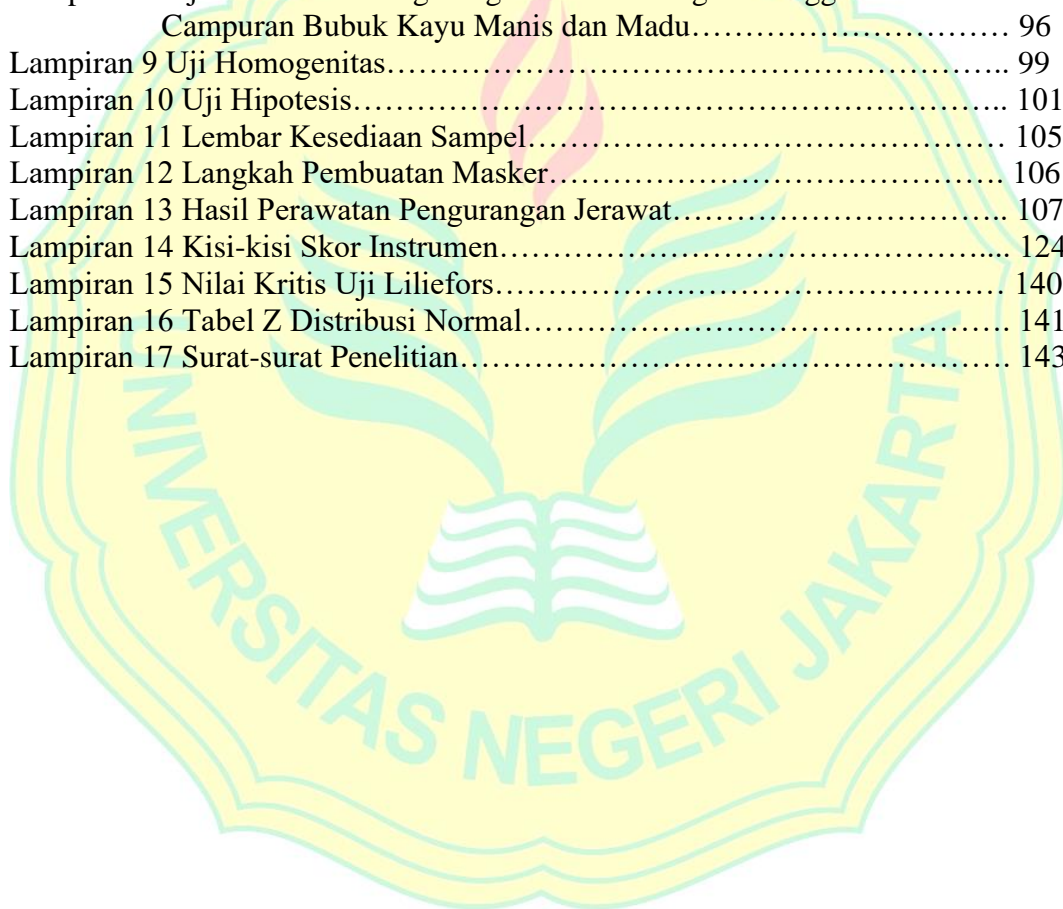 Campuran Bubuk Kayu Manis dan Madu………………………… 96
Lampiran 9 Uji Homogenitas………………………………………………….. 99
Lampiran 10 Uji Hipotesis…………………………………………………….. 101
Lampiran 11 Lembar Kesediaan Sampel……………………………………… 105
Lampiran 12 Langkah Pembuatan Masker……………………………………. 106
Lampiran 13 Hasil Perawatan Pengurangan Jerawat………………………….. 107
Lampiran 14 Kisi-kisi Skor Instrumen………………………………………..... 124
Lampiran 15 Nilai Kritis Uji Liliefors………………………………………… 140
Lampiran 16 Tabel Z Distribusi Normal………………………………………. 141
Lampiran 17 Surat-surat Penelitian……………………………………………. 143
UNIVERSITAS NEGERI JAKARTA